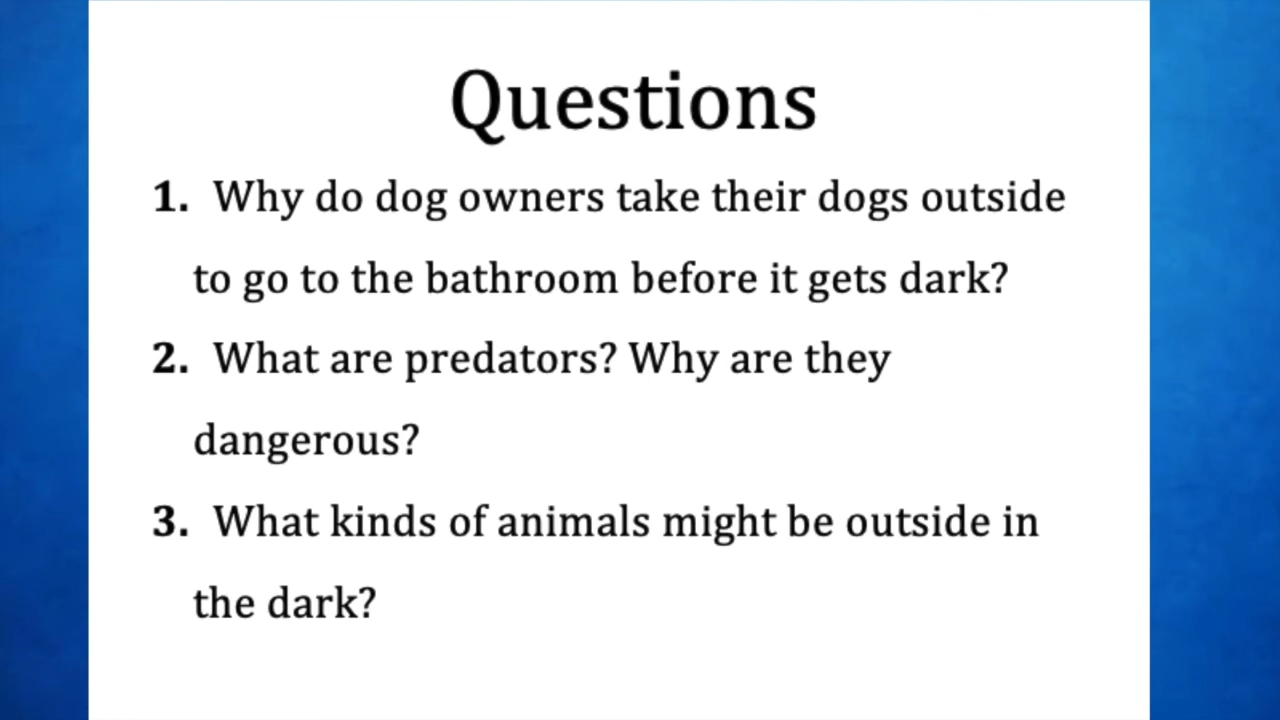 Questions
1. Why do dog owners take their dogs outside
to go to the bathroom before it gets dark?
2. What are predators? Why are they
dangerous?
3. What kinds of animals might be outside in
the dark?